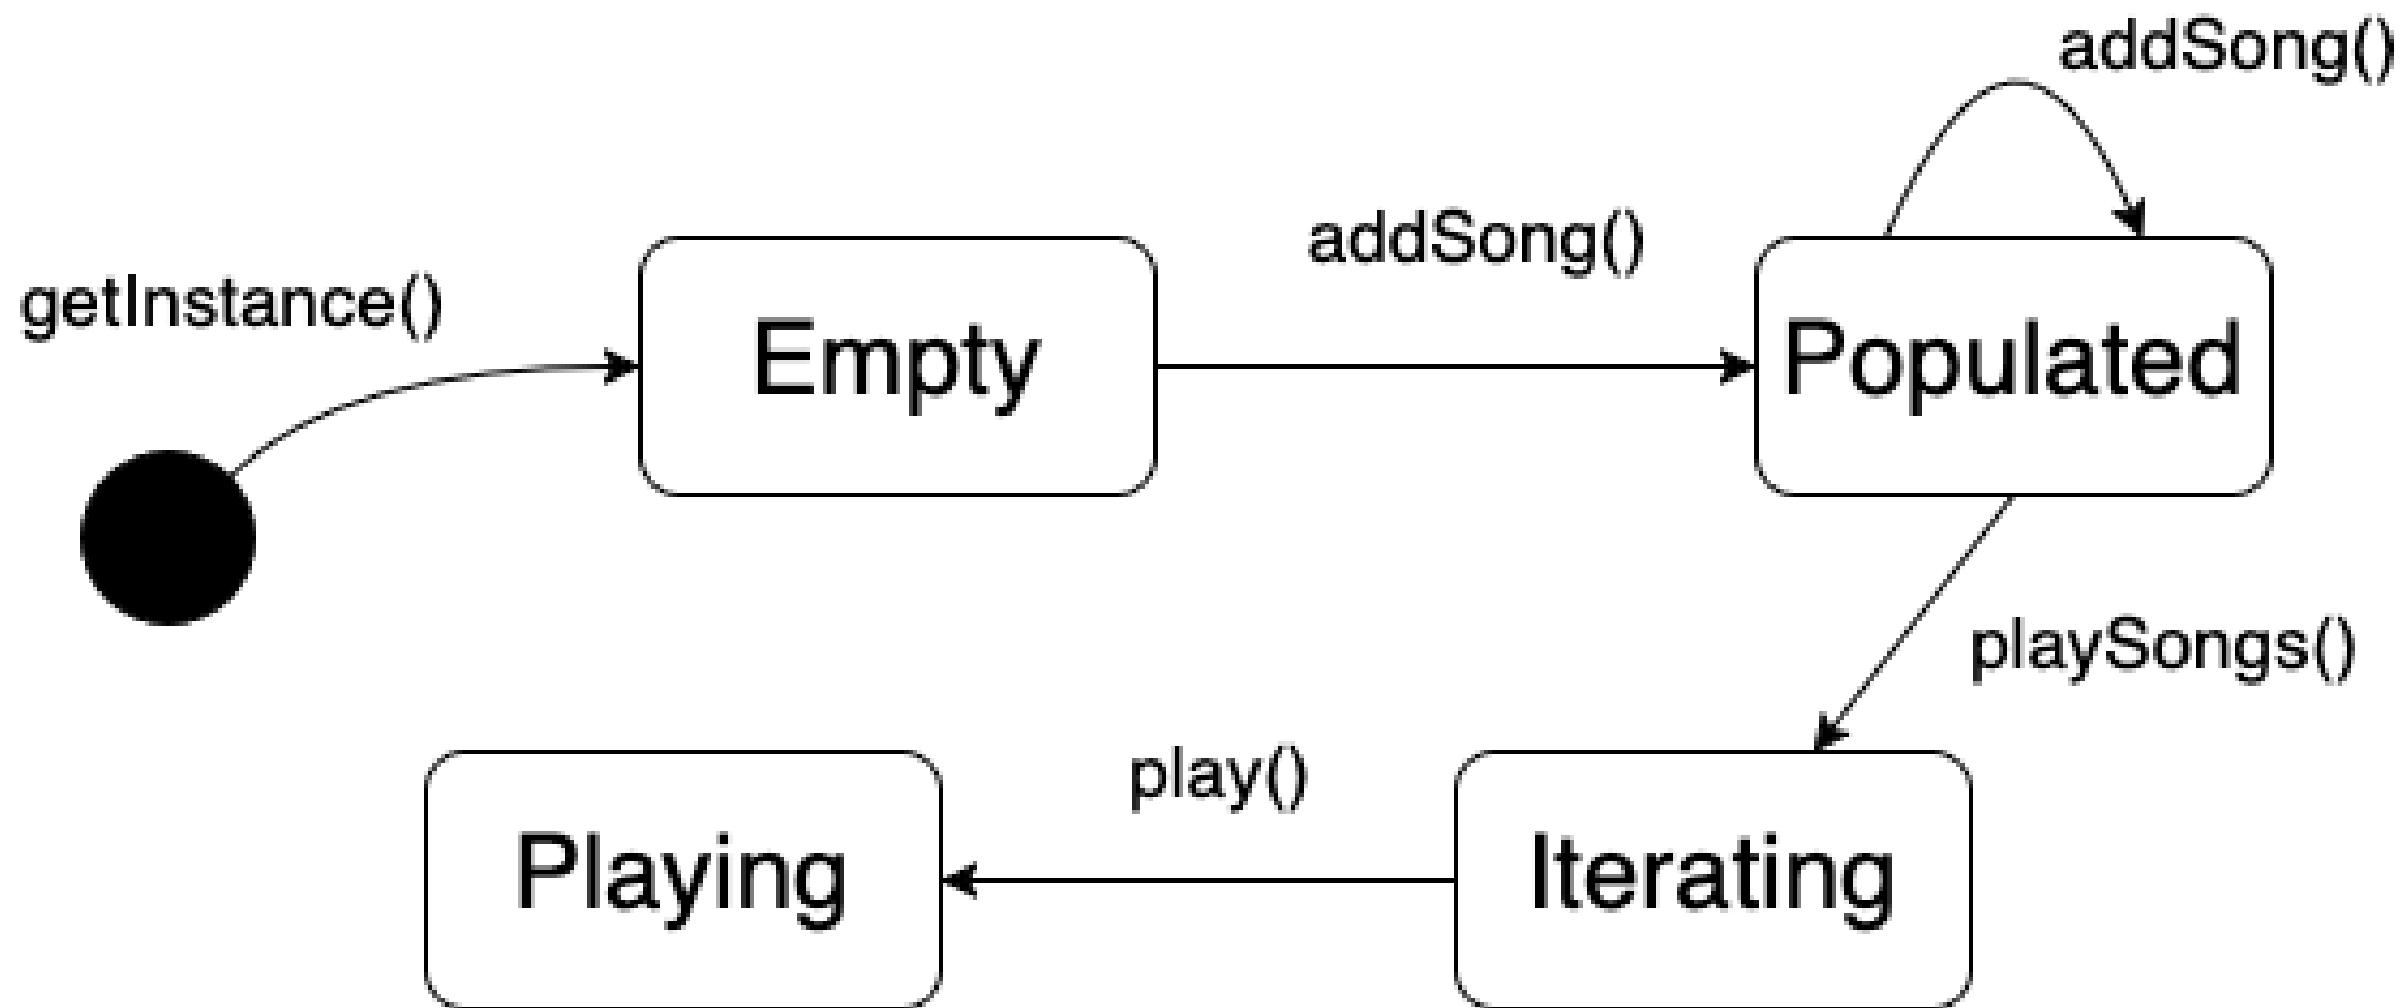 addSong()
addSong()
getInstance()
Empty
Populated
playSongs()
play()
Playing
Iterating